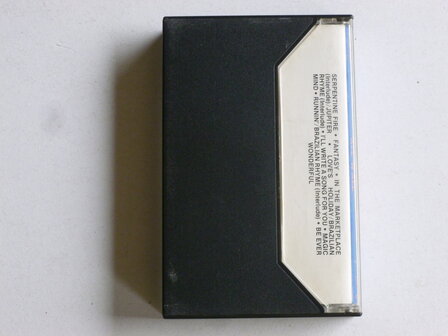 SERPENTINE FIRE • FANTASY • IN THE MARKETPLACE
(Interlude)/JUPITER • LOVE'S HOLIDAY/BRAZILIAN
RHYME (Interlude) • I'LL WRITE A SONG FOR YOU • MAGIC
MIND • RUNNIN'/BRAZILIAN RHYME (Interlude) • BE EVER
WONDERFUL